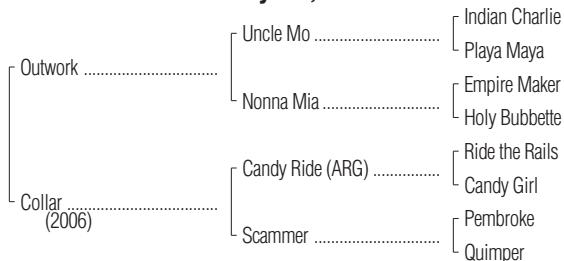 Indian Charlie
Uncle Mo ................................
Playa Maya
Outwork ..................................
Empire Maker
Nonna Mia ..............................
Holy Bubbette
Ride the Rails
Candy Ride (ARG) .................
Candy Girl
Collar ......................................
(2006)
Pembroke
Scammer ................................
Quimper